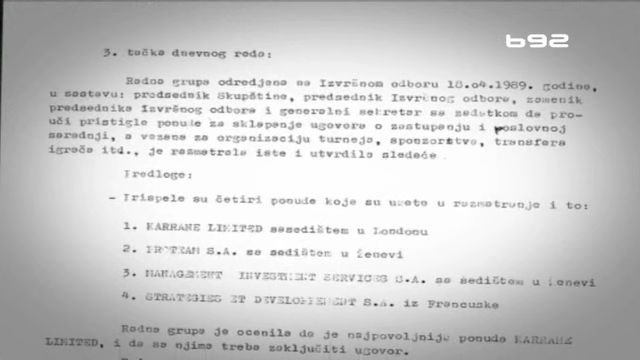 B92
3. tačka dnevnog reda:
Radna grupa odredjena na Izvršnom odboru 18.04.1989. godine,
u sastavu: predsednik Skupštine, predsednik Izvršnog odbora, zamenik
predsednika Izvršnog odbora i generalni sekretar sa zadatkom da pro-
uči pristigle ponude za sklapanje ugovora o zastupanju i poslovnoj
saradnji, a vezano za organizaciju turneja, sponzorstvo, transfera
igrača itd., je razmotrila iste i utvrdila sledeće
Predloge:
- Prispele su četiri ponude koje su uzete u razmatranje i to:
1. KARRANE LIMITED sa sedištem u Londonu
2. PROTEAM S.A. sa sedištem u Ženevi
3. MANAGEMENT INVESTMENT SERVICES S.A. sa sedištem u Ženevi
4. STRATEGIES ET DEVELOPPEMENT S.A. iz Francuske
Radna grupa je ocenila da je najpovoljnija ponuda KARRANE
LIMITED, i da sa njima treba zaključiti ugovor.